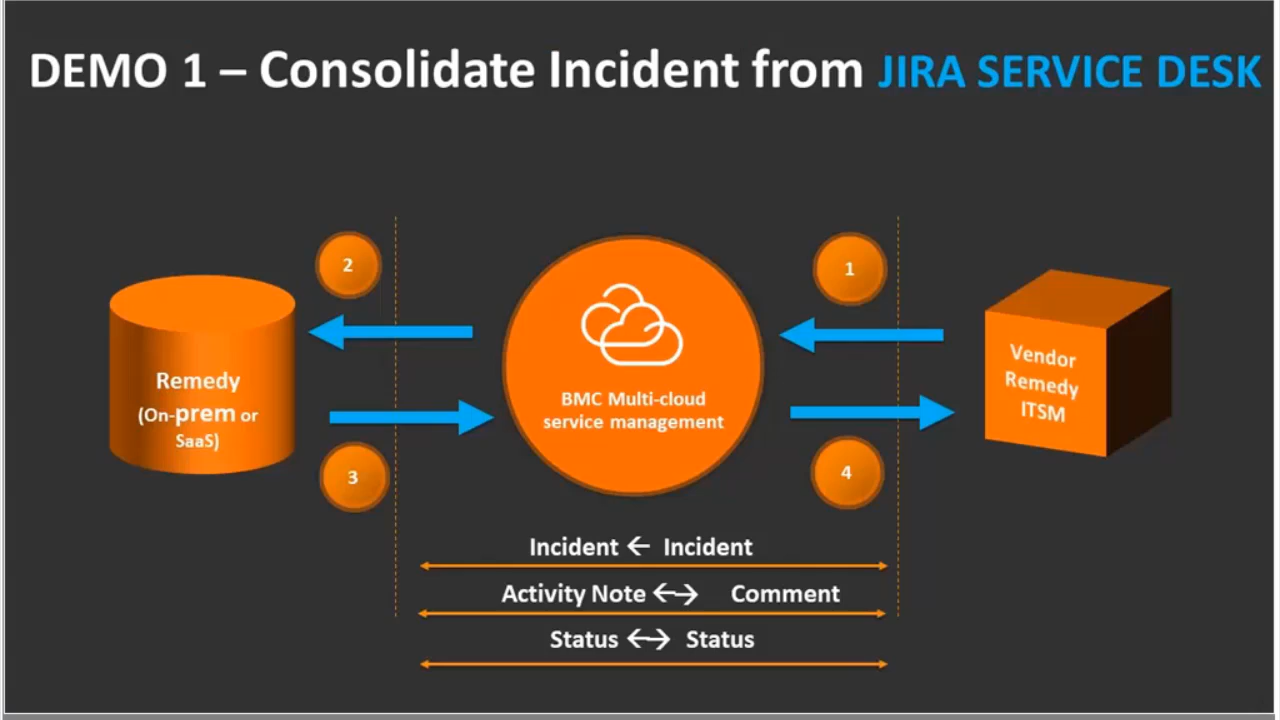 DEMO 1 – Consolidate Incident from JIRA SERVICE DESK
2
1
Remedy
(On-prem or
SaaS)
BMC Multi-cloud
service management
Vendor
Remedy
ITSM
3
4
Incident ← Incident
Activity Note ←→ Comment
Status ←→ Status